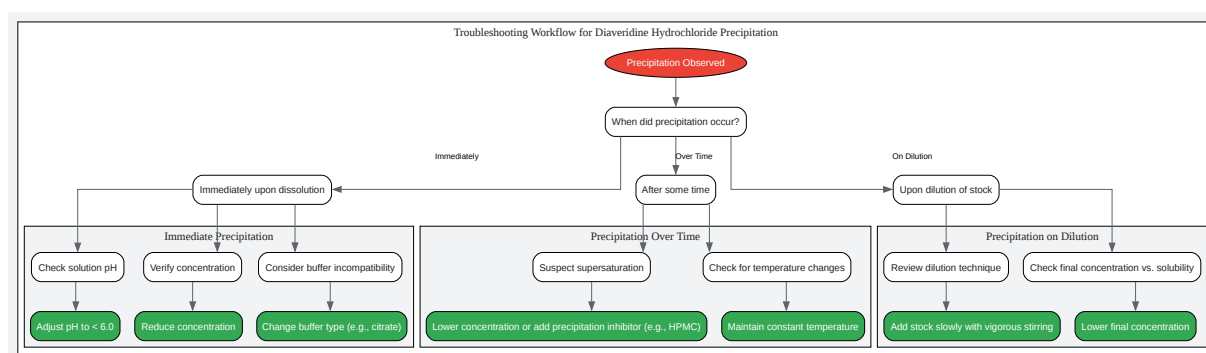 Troubleshooting Workflow for Diaveridine Hydrochloride Precipitation
Precipitation Observed
When did precipitation occur?
Immediately
Over Time
On Dilution
Immediately upon dissolution
After some time
Upon dilution of stock
Immediate Precipitation
Precipitation Over Time
Precipitation on Dilution
Check solution pH
Verify concentration
Consider buffer incompatibility
Suspect supersaturation
Check for temperature changes
Review dilution technique
Check final concentration vs. solubility
Adjust pH to < 6.0
Reduce concentration
Change buffer type (e.g., citrate)
Lower concentration or add precipitation inhibitor (e.g., HPMC)
Maintain constant temperature
Add stock slowly with vigorous stirring
Lower final concentration